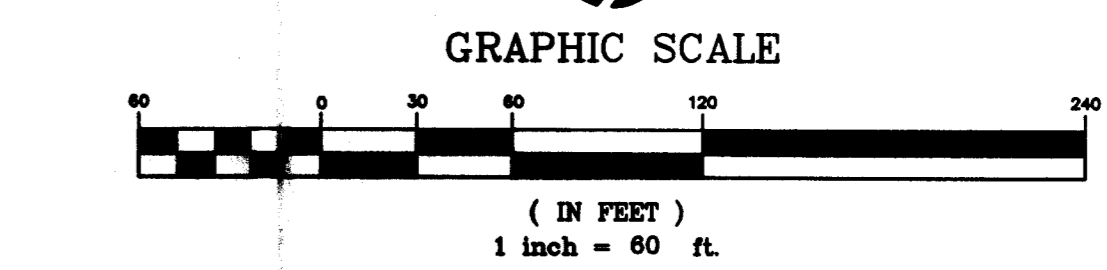 GRAPHIC SCALE
60 0 30 60 120 240
( IN FEET )
1 inch = 60 ft.